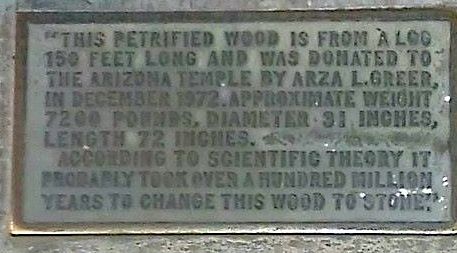 "THIS PETRIFIED WOOD IS FROM A LOG
150 FEET LONG AND WAS DONATED TO
THE ARIZONA TEMPLE BY ARZA L. GREER,
IN DECEMBER 1972. APPROXIMATE WEIGHT
7200 POUNDS, DIAMETER 31 INCHES,
LENGTH 72 INCHES.
ACCORDING TO SCIENTIFIC THEORY IT
PROBABLY TOOK OVER A HUNDRED MILLION
YEARS TO CHANGE THIS WOOD TO STONE."